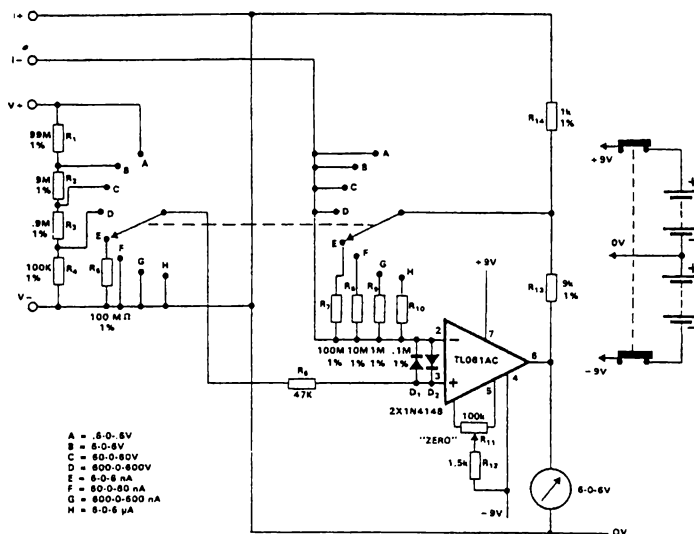 I+
I–
V+
99M
1%
R1
A
B
9M
1%
R2
C
.9M
1%
R3
D
E
F
G
H
100K
1%
R4
R5
V–
100 MΩ
1%
A
B
C
D
E
F
G
H
R7
R8
R9
R10
100M
1%
10M
1%
1M
1%
.1M
1%
R14
1k
1%
R13
9k
1%
+9V
0V
–9V
+
–
+
–
+9V
2
7
–
TL061AC
6
3
+
5
4
D1
D2
2X1N4148
R6
47K
100k
"ZERO"
R11
1.5k
R12
–9V
6-0-6V
0V
A = .6-0-.6V
B = 6-0-6V
C = 60-0-60V
D = 600-0-600V
E = 6-0-6 nA
F = 60-0-60 nA
G = 600-0-600 nA
H = 6-0-6 µA